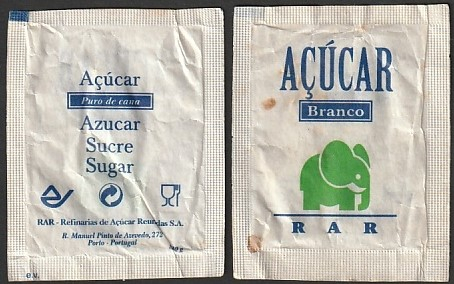 Açúcar
Puro de cana
Azucar
Sucre
Sugar
RAR - Refinarias de Açúcar Reunidas S.A.
R. Manuel Pinto de Azevedo, 272
Porto - Portugal
e.v.
AÇÚCAR
Branco
R A R